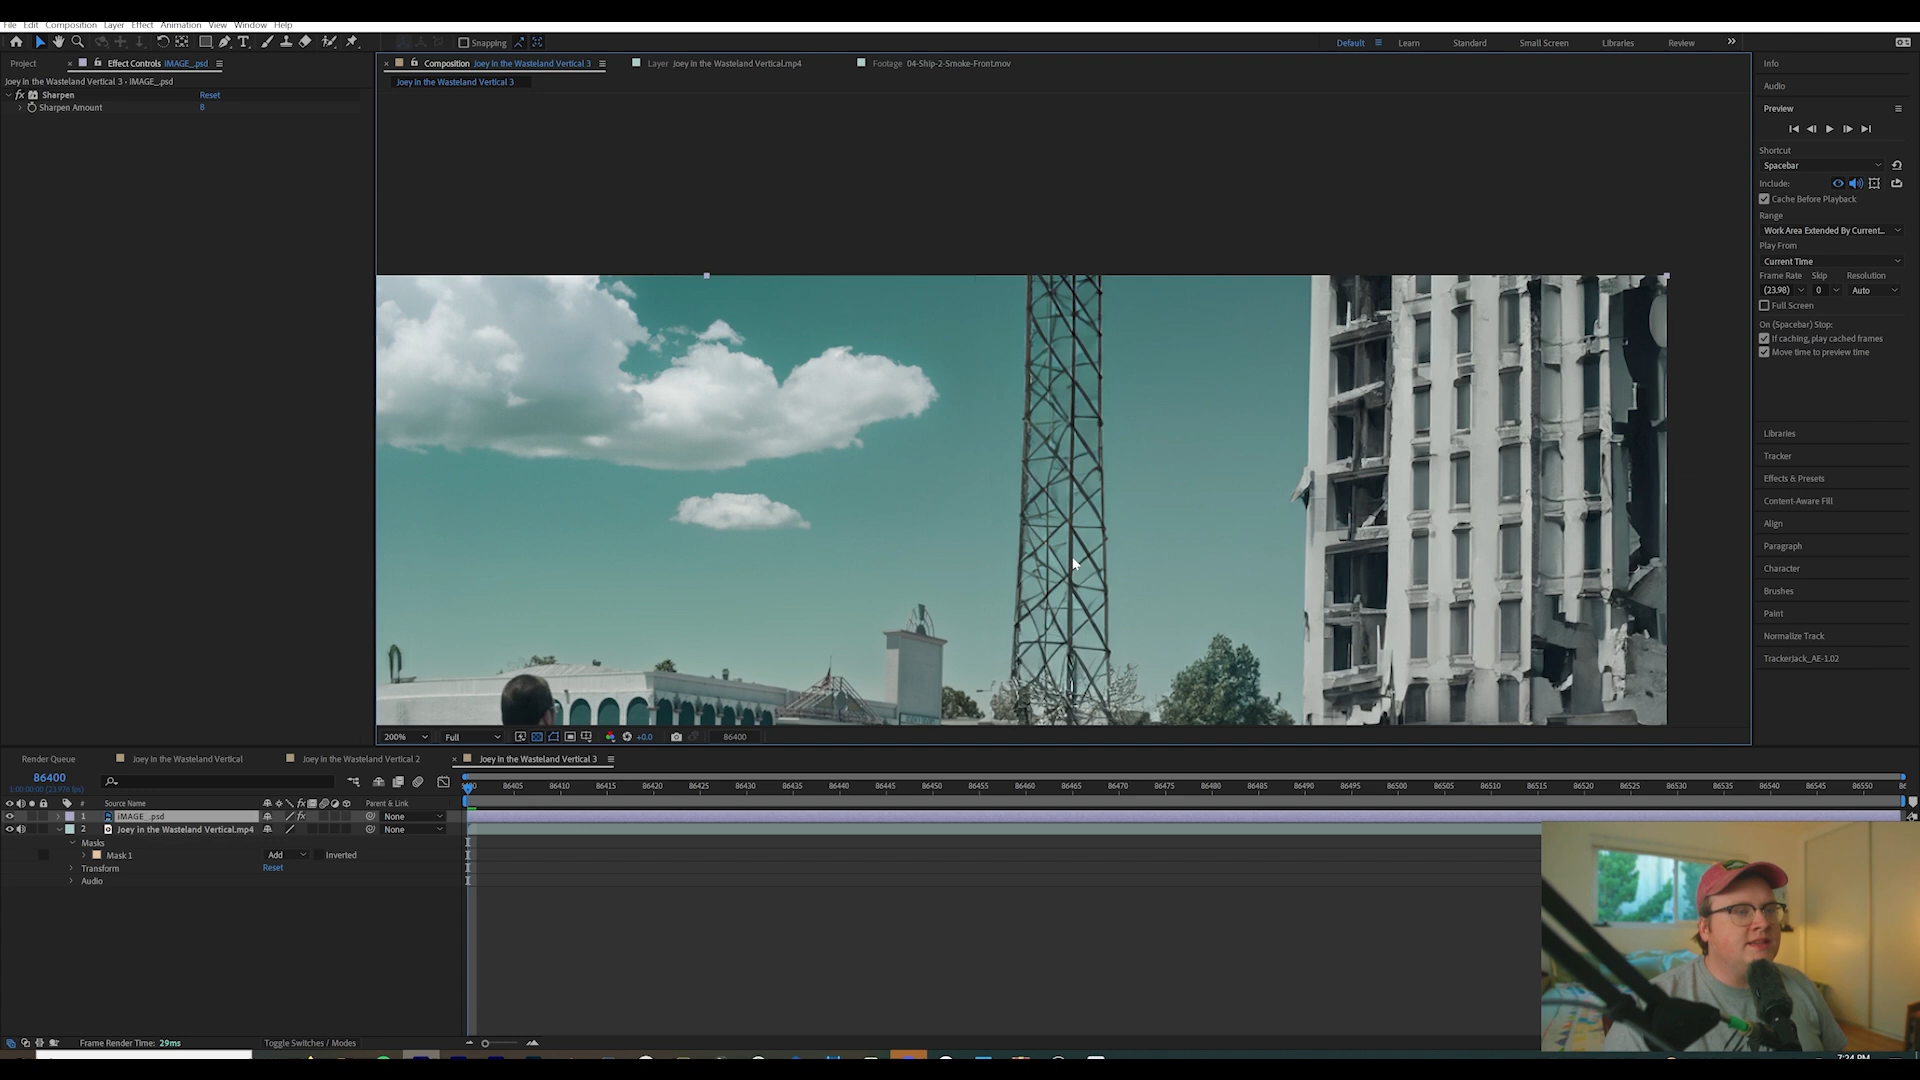 File Edit Composition Layer Effect Animation View Window Help
Snapping
Default Learn Standard Small Screen Libraries Review
Project Effect Controls IMAGE_.psd
Joey in the Wasteland Vertical 3 • IMAGE_.psd
fx Sharpen Reset
Sharpen Amount 8
Composition Joey in the Wasteland Vertical 3 Layer Joey in the Wasteland Vertical.mp4 Footage 04-Ship-2-Smoke-Front.mov
Joey in the Wasteland Vertical 3
Info
Audio
Preview
Shortcut
Spacebar
Include:
Cache Before Playback
Range
Work Area Extended By Current...
Play From
Current Time
Frame Rate Skip Resolution
(23.98) 0 Auto
Full Screen
On (Spacebar) Stop:
If caching, play cached frames
Move time to preview time
Libraries
Tracker
Effects & Presets
Content-Aware Fill
Align
Paragraph
Character
Brushes
Paint
Normalize Track
TrackerJack_AE-1.02
200% Full +0.0 86400
Render Queue Joey in the Wasteland Vertical Joey in the Wasteland Vertical 2 Joey in the Wasteland Vertical 3
86400
1:00:00:00 (23.976 fps)
86405 86410 86415 86420 86425 86430 86435 86440 86445 86450 86455 86460 86465 86470 86475 86480 86485 86490 86495 86500 86505 86510 86515 86520 86525 86530 86535 86540 86545 86550
# Source Name fx Parent & Link
1 IMAGE_.psd fx None
2 Joey in the Wasteland Vertical.mp4 None
Masks
Mask 1 Add Inverted
Transform Reset
Audio
Frame Render Time: 29ms Toggle Switches / Modes
7:24 PM